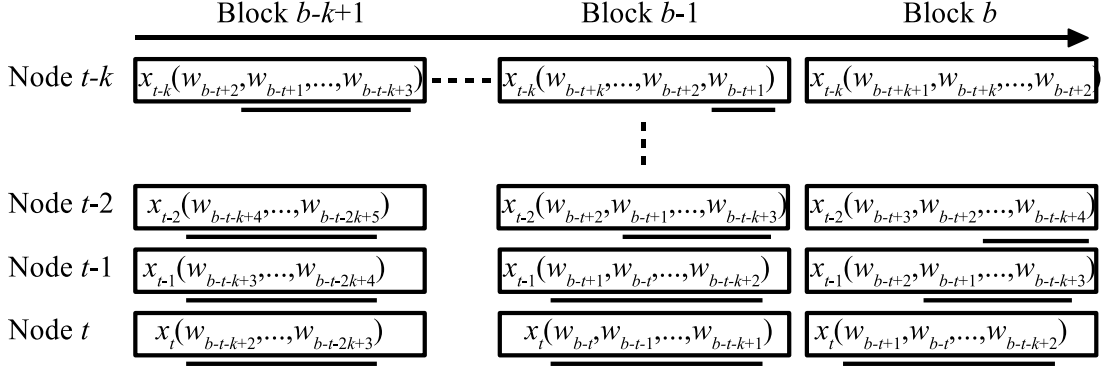 Block b-k+1 Block b-1 Block b
Node t-k x_{t-k}(w_{b-t+2},w_{b-t+1},...,w_{b-t-k+3}) x_{t-k}(w_{b-t+k},...,w_{b-t+2},w_{b-t+1}) x_{t-k}(w_{b-t+k+1},w_{b-t+k},...,w_{b-t+2})
Node t-2 x_{t-2}(w_{b-t-k+4},...,w_{b-t-2k+5}) x_{t-2}(w_{b-t+2},w_{b-t+1},...,w_{b-t-k+3}) x_{t-2}(w_{b-t+3},w_{b-t+2},...,w_{b-t-k+4})
Node t-1 x_{t-1}(w_{b-t-k+3},...,w_{b-t-2k+4}) x_{t-1}(w_{b-t+1},w_{b-t},...,w_{b-t-k+2}) x_{t-1}(w_{b-t+2},w_{b-t+1},...,w_{b-t-k+3})
Node t x_t(w_{b-t-k+2},...,w_{b-t-2k+3}) x_t(w_{b-t},w_{b-t-1},...,w_{b-t-k+1}) x_t(w_{b-t+1},w_{b-t},...,w_{b-t-k+2})